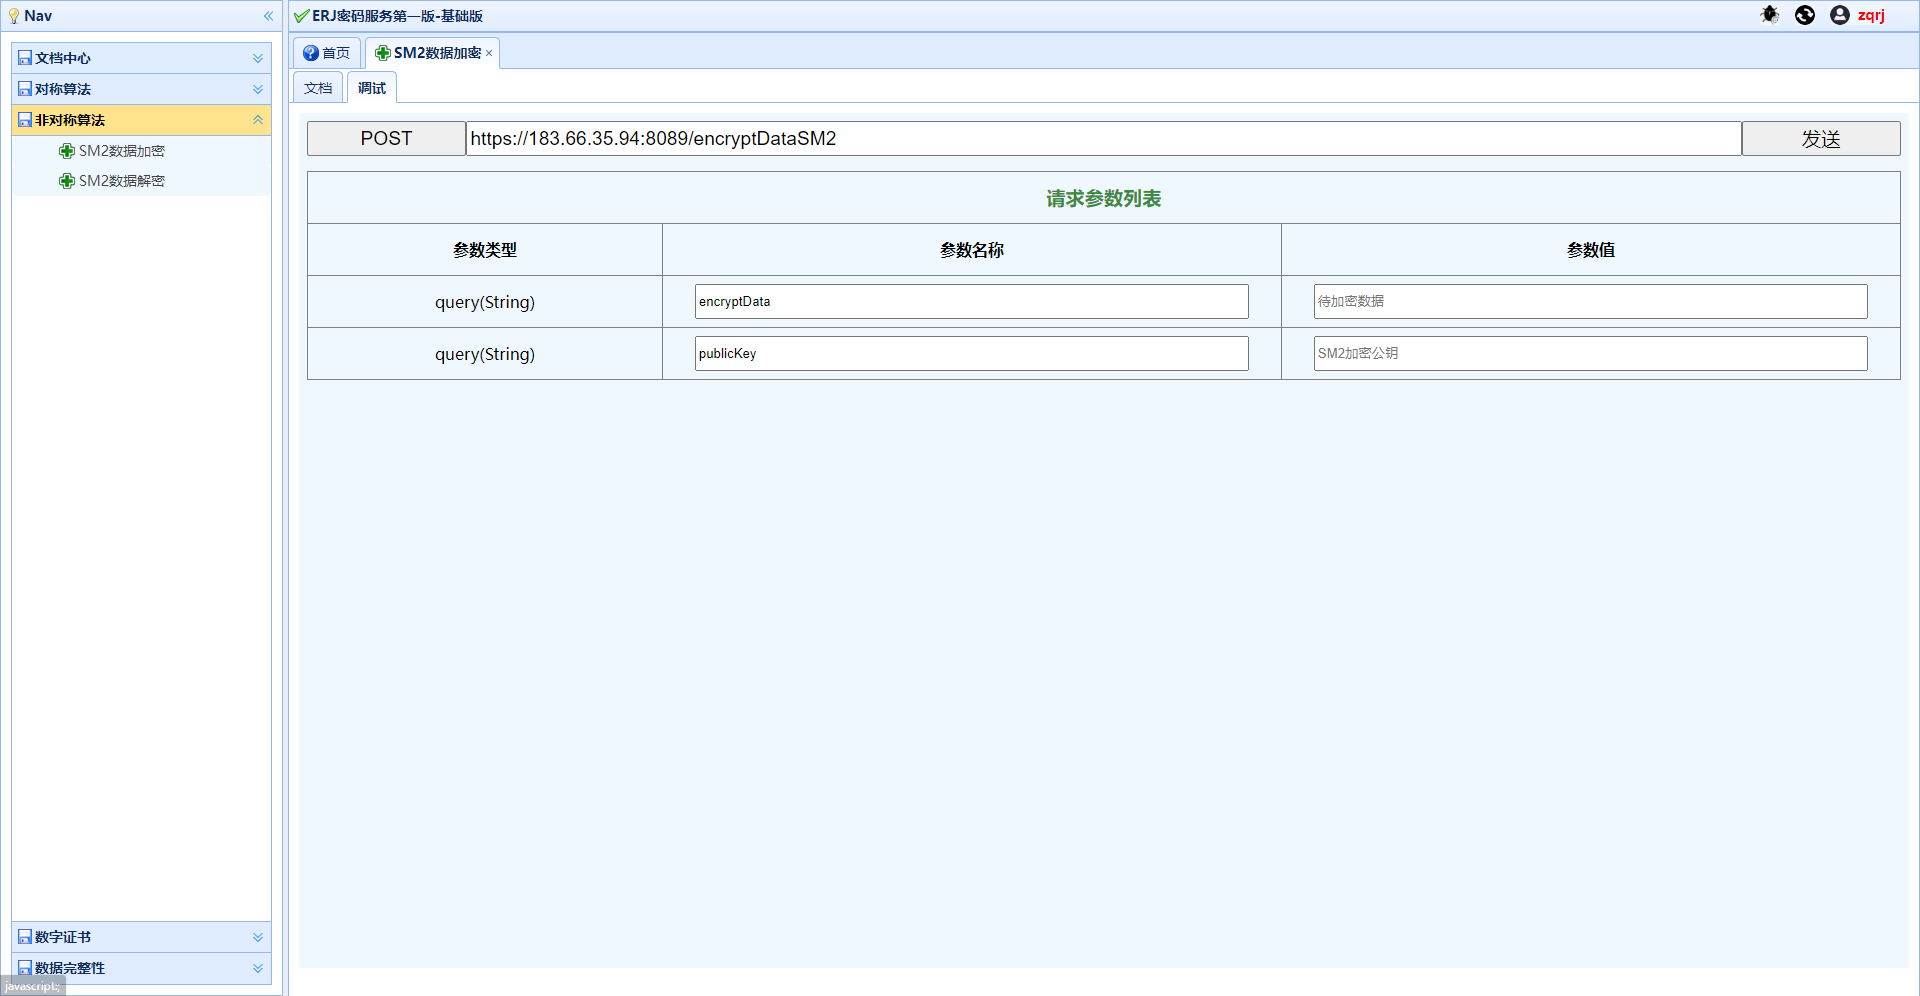 Nav
文档中心
对称算法
非对称算法
SM2数据加密
SM2数据解密
数字证书
数据完整性
javascript:;
ERJ密码服务第一版-基础版
zqrj
首页
SM2数据加密
文档
调试
POST
https://183.66.35.94:8089/encryptDataSM2
发送
请求参数列表
参数类型 参数名称 参数值
query(String) encryptData 待加密数据
query(String) publicKey SM2加密公钥